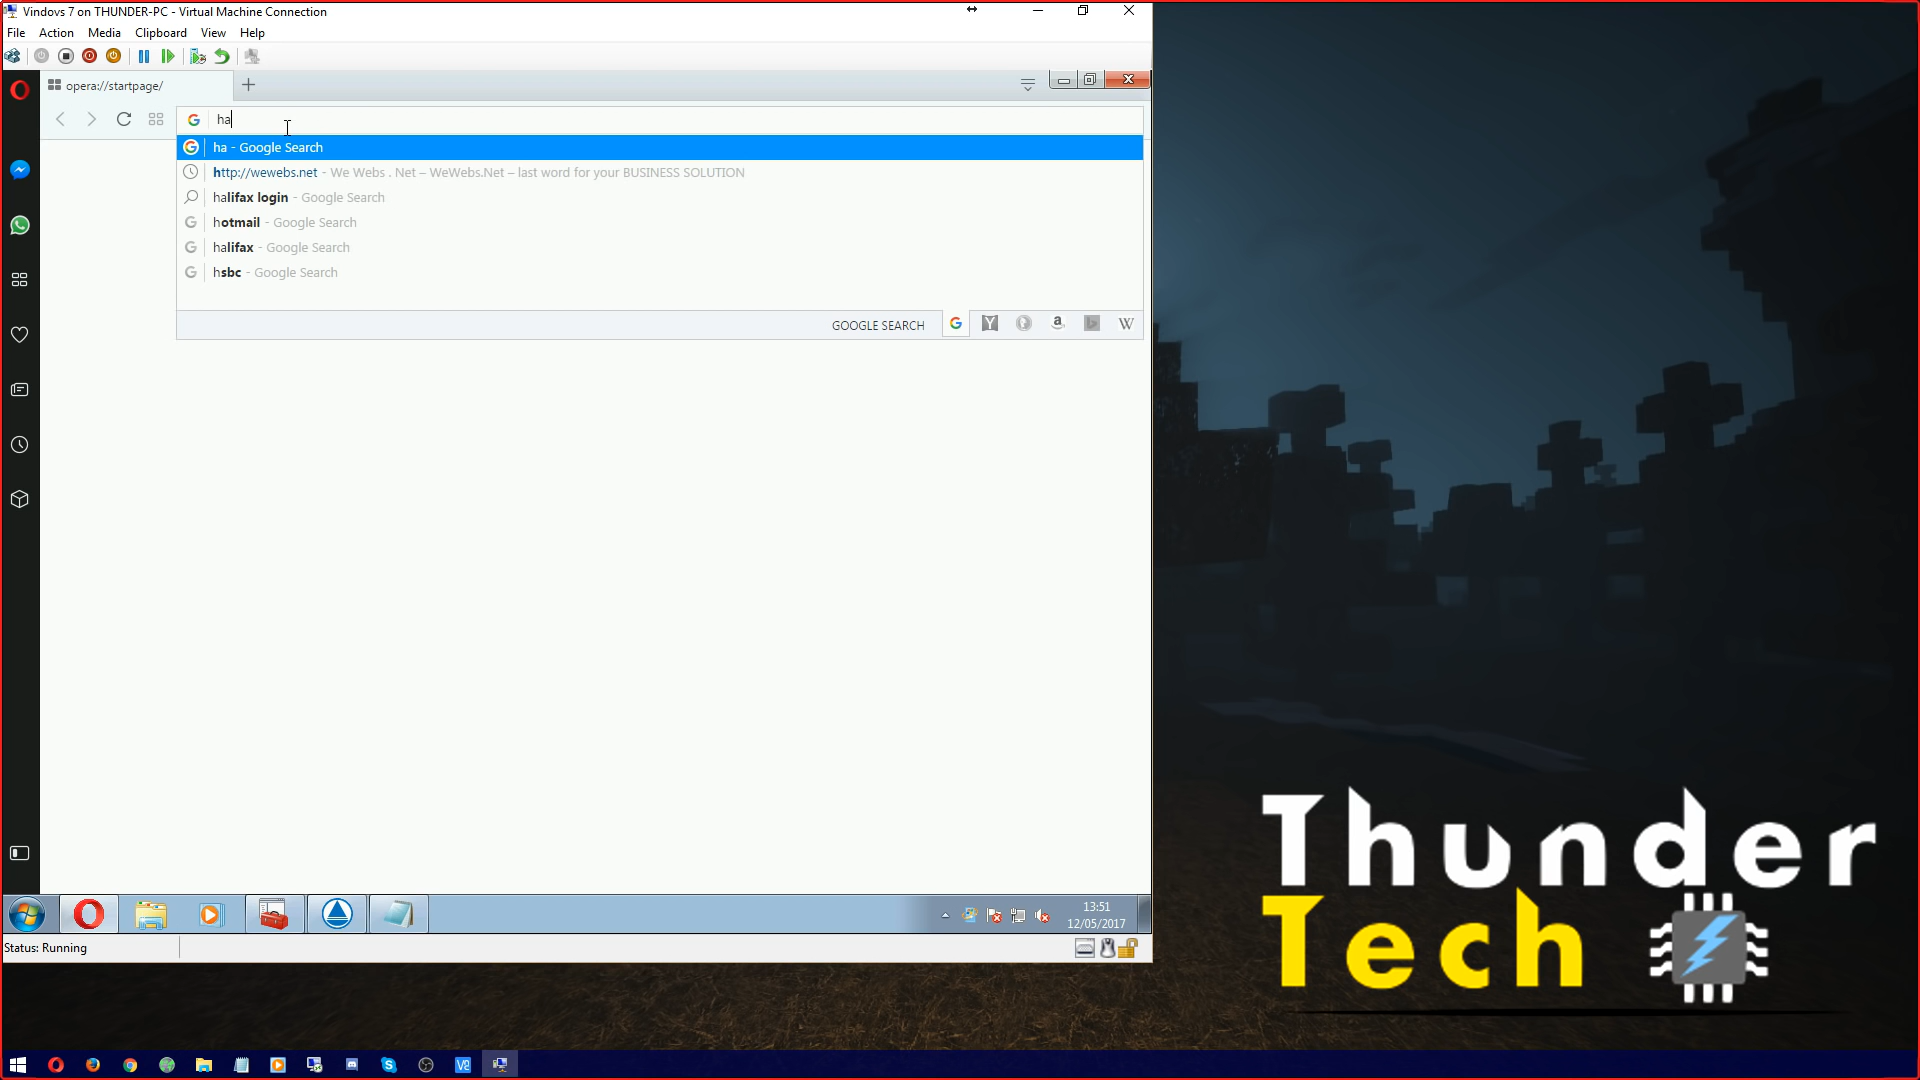 Vindovs 7 on THUNDER-PC - Virtual Machine Connection
File Action Media Clipboard View Help
opera://startpage/
ha
ha - Google Search
http://wewebs.net - We Webs . Net – WeWebs.Net – last word for your BUSINESS SOLUTION
halifax login - Google Search
hotmail - Google Search
halifax - Google Search
hsbc - Google Search
GOOGLE SEARCH
13:51
12/05/2017
Status: Running
Thunder
Tech